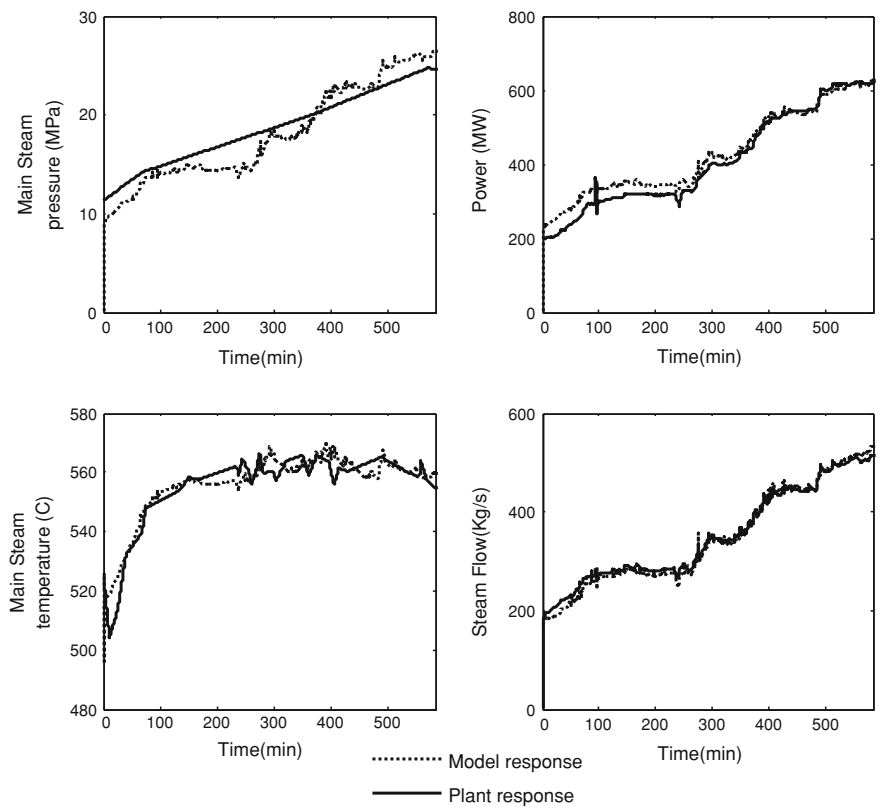 30
20
10
0
Main Steam
pressure (MPa)
0 100 200 300 400 500
Time(min)
800
600
400
200
0
Power (MW)
0 100 200 300 400 500
Time(min)
580
560
540
520
500
480
Main Steam
temperature (C)
0 100 200 300 400 500
Time(min)
600
400
200
0
Steam Flow(Kg/s)
0 100 200 300 400 500
Time(min)
Model response
Plant response